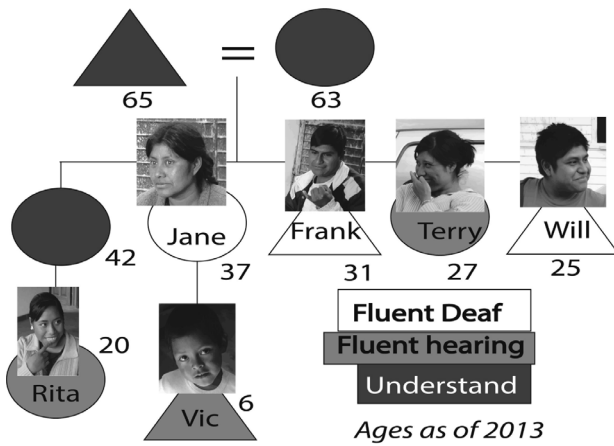 =
65
63
Jane
Frank
Terry
Will
42
37
31
27
25
Rita
20
Vic
6
Fluent Deaf
Fluent hearing
Understand
Ages as of 2013